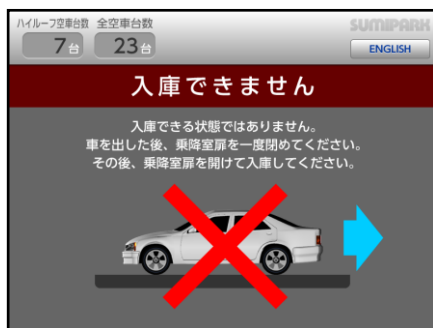 ハイルーフ空車台数 全空車台数 SUMIPARK
7台 23台 ENGLISH
入庫できません
入庫できる状態ではありません。
車を出した後、乗降室扉を一度閉めてください。
その後、乗降室扉を開けて入庫してください。